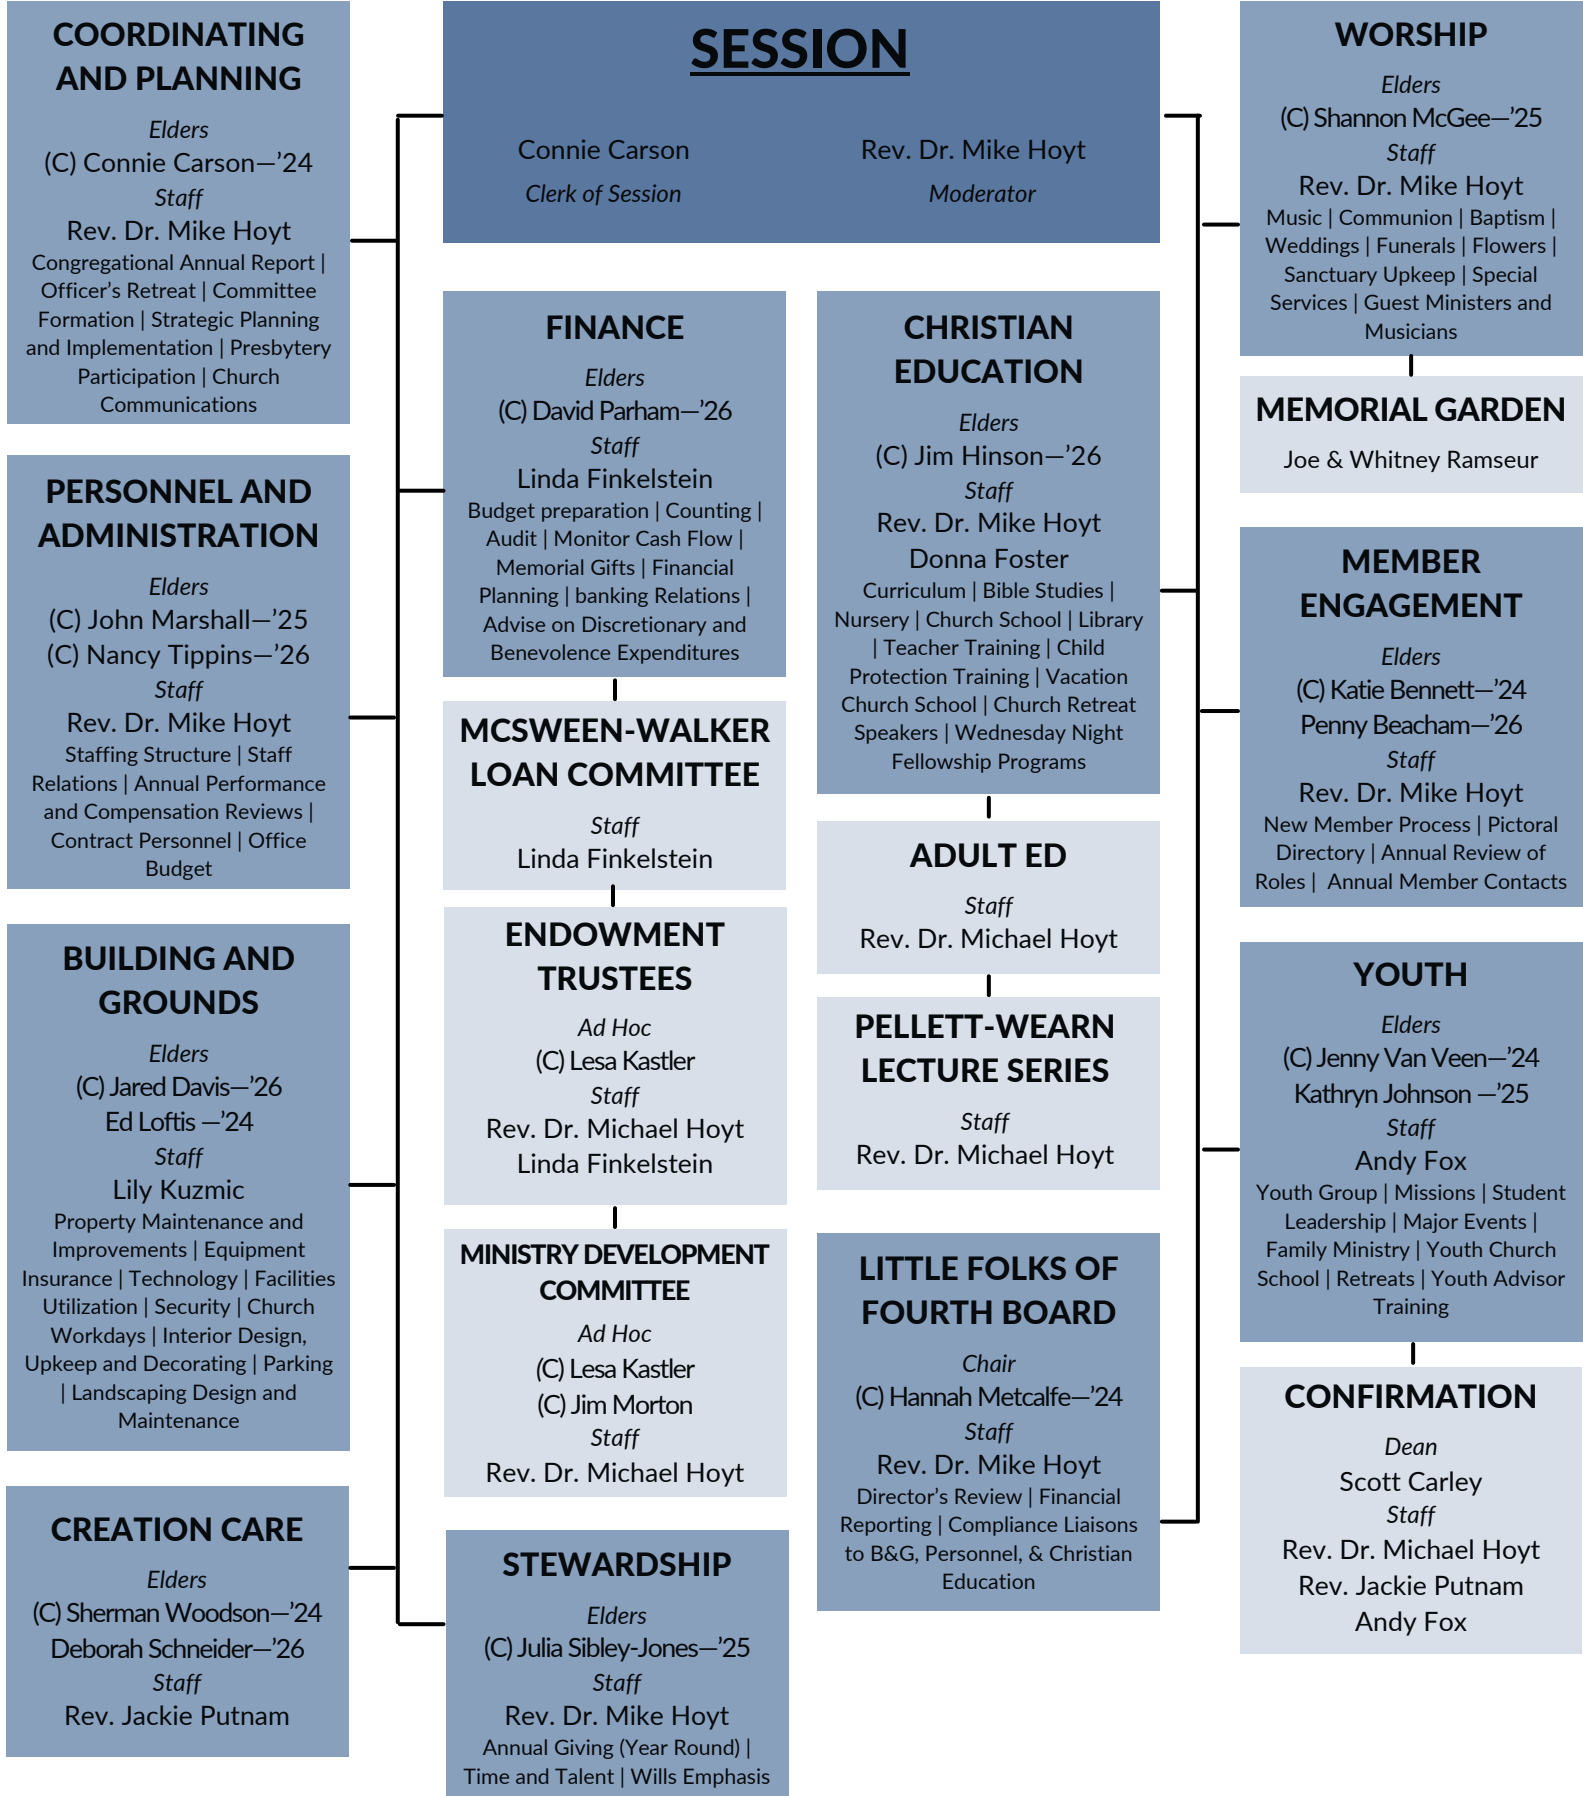 COORDINATING
AND PLANNING
Elders
(C) Connie Carson—’24
Staff
Rev. Dr. Mike Hoyt
Congregational Annual Report |
Officer’s Retreat | Committee
Formation | Strategic Planning
and Implementation | Presbytery
Participation | Church
Communications
PERSONNEL AND
ADMINISTRATION
Elders
(C) John Marshall—’25
(C) Nancy Tippins—’26
Staff
Rev. Dr. Mike Hoyt
Staffing Structure | Staff
Relations | Annual Performance
and Compensation Reviews |
Contract Personnel | Office
Budget
BUILDING AND
GROUNDS
Elders
(C) Jared Davis—’26
Ed Loftis —’24
Staff
Lily Kuzmic
Property Maintenance and
Improvements | Equipment
Insurance | Technology | Facilities
Utilization | Security | Church
Workdays | Interior Design,
Upkeep and Decorating | Parking
| Landscaping Design and
Maintenance
CREATION CARE
Elders
(C) Sherman Woodson—’24
Deborah Schneider—’26
Staff
Rev. Jackie Putnam
SESSION
Connie Carson
Clerk of Session
Rev. Dr. Mike Hoyt
Moderator
FINANCE
Elders
(C) David Parham—’26
Staff
Linda Finkelstein
Budget preparation | Counting |
Audit | Monitor Cash Flow |
Memorial Gifts | Financial
Planning | banking Relations |
Advise on Discretionary and
Benevolence Expenditures
MCSWEEN-WALKER
LOAN COMMITTEE
Staff
Linda Finkelstein
ENDOWMENT
TRUSTEES
Ad Hoc
(C) Lesa Kastler
Staff
Rev. Dr. Michael Hoyt
Linda Finkelstein
MINISTRY DEVELOPMENT
COMMITTEE
Ad Hoc
(C) Lesa Kastler
(C) Jim Morton
Staff
Rev. Dr. Michael Hoyt
STEWARDSHIP
Elders
(C) Julia Sibley-Jones—’25
Staff
Rev. Dr. Mike Hoyt
Annual Giving (Year Round) |
Time and Talent | Wills Emphasis
CHRISTIAN
EDUCATION
Elders
(C) Jim Hinson—’26
Staff
Rev. Dr. Mike Hoyt
Donna Foster
Curriculum | Bible Studies |
Nursery | Church School | Library
| Teacher Training | Child
Protection Training | Vacation
Church School | Church Retreat
Speakers | Wednesday Night
Fellowship Programs
ADULT ED
Staff
Rev. Dr. Michael Hoyt
PELLETT-WEARN
LECTURE SERIES
Staff
Rev. Dr. Michael Hoyt
LITTLE FOLKS OF
FOURTH BOARD
Chair
(C) Hannah Metcalfe—’24
Staff
Rev. Dr. Mike Hoyt
Director’s Review | Financial
Reporting | Compliance Liaisons
to B&G, Personnel, & Christian
Education
WORSHIP
Elders
(C) Shannon McGee—’25
Staff
Rev. Dr. Mike Hoyt
Music | Communion | Baptism |
Weddings | Funerals | Flowers |
Sanctuary Upkeep | Special
Services | Guest Ministers and
Musicians
MEMORIAL GARDEN
Joe & Whitney Ramseur
MEMBER
ENGAGEMENT
Elders
(C) Katie Bennett—’24
Penny Beacham—’26
Staff
Rev. Dr. Mike Hoyt
New Member Process | Pictoral
Directory | Annual Review of
Roles | Annual Member Contacts
YOUTH
Elders
(C) Jenny Van Veen—’24
Kathryn Johnson —’25
Staff
Andy Fox
Youth Group | Missions | Student
Leadership | Major Events |
Family Ministry | Youth Church
School | Retreats | Youth Advisor
Training
CONFIRMATION
Dean
Scott Carley
Staff
Rev. Dr. Michael Hoyt
Rev. Jackie Putnam
Andy Fox